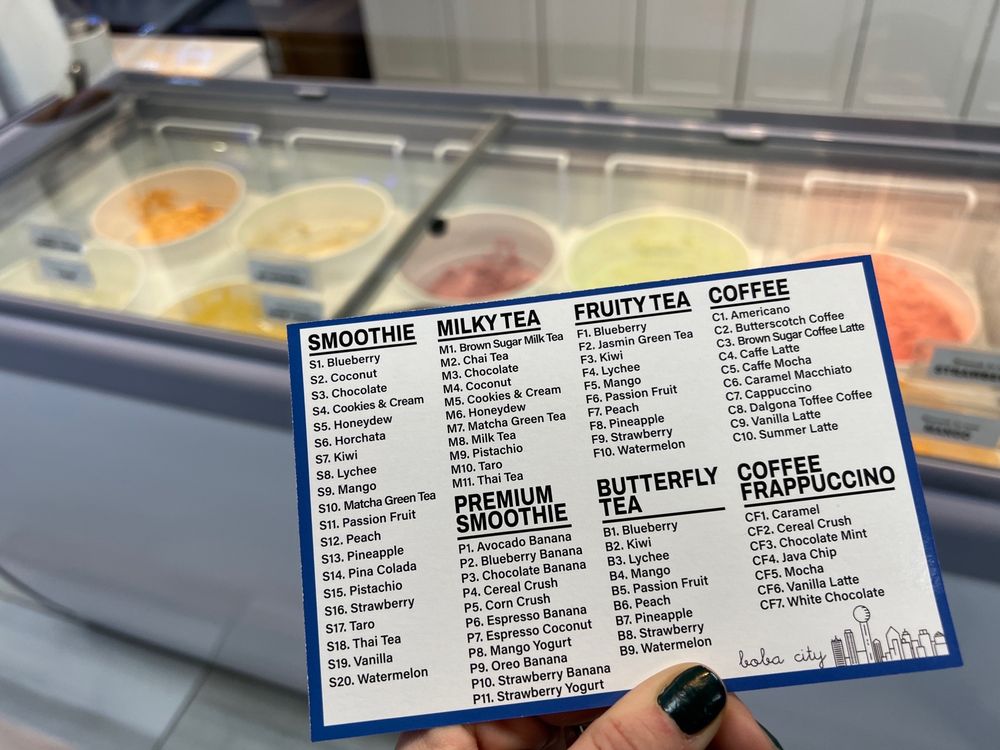 SMOOTHIE
S1. Blueberry
S2. Coconut
S3. Chocolate
S4. Cookies & Cream
S5. Honeydew
S6. Horchata
S7. Kiwi
S8. Lychee
S9. Mango
S10. Matcha Green Tea
S11. Passion Fruit
S12. Peach
S13. Pineapple
S14. Pina Colada
S15. Pistachio
S16. Strawberry
S17. Taro
S18. Thai Tea
S19. Vanilla
S20. Watermelon
MILKY TEA
M1. Brown Sugar Milk Tea
M2. Chai Tea
M3. Chocolate
M4. Coconut
M5. Cookies & Cream
M6. Honeydew
M7. Matcha Green Tea
M8. Milk Tea
M9. Pistachio
M10. Taro
M11. Thai Tea
PREMIUM
SMOOTHIE
P1. Avocado Banana
P2. Blueberry Banana
P3. Chocolate Banana
P4. Cereal Crush
P5. Corn Crush
P6. Espresso Banana
P7. Espresso Coconut
P8. Mango Yogurt
P9. Oreo Banana
P10. Strawberry Banana
P11. Strawberry Yogurt
FRUITY TEA
F1. Blueberry
F2. Jasmin Green Tea
F3. Kiwi
F4. Lychee
F5. Mango
F6. Passion Fruit
F7. Peach
F8. Pineapple
F9. Strawberry
F10. Watermelon
BUTTERFLY
TEA
B1. Blueberry
B2. Kiwi
B3. Lychee
B4. Mango
B5. Passion Fruit
B6. Peach
B7. Pineapple
B8. Strawberry
B9. Watermelon
COFFEE
C1. Americano
C2. Butterscotch Coffee
C3. Brown Sugar Coffee Latte
C4. Caffe Latte
C5. Caffe Mocha
C6. Caramel Macchiato
C7. Cappuccino
C8. Dalgona Toffee Coffee
C9. Vanilla Latte
C10. Summer Latte
COFFEE
FRAPPUCCINO
CF1. Caramel
CF2. Cereal Crush
CF3. Chocolate Mint
CF4. Java Chip
CF5. Mocha
CF6. Vanilla Latte
CF7. White Chocolate
boba city
MANGO